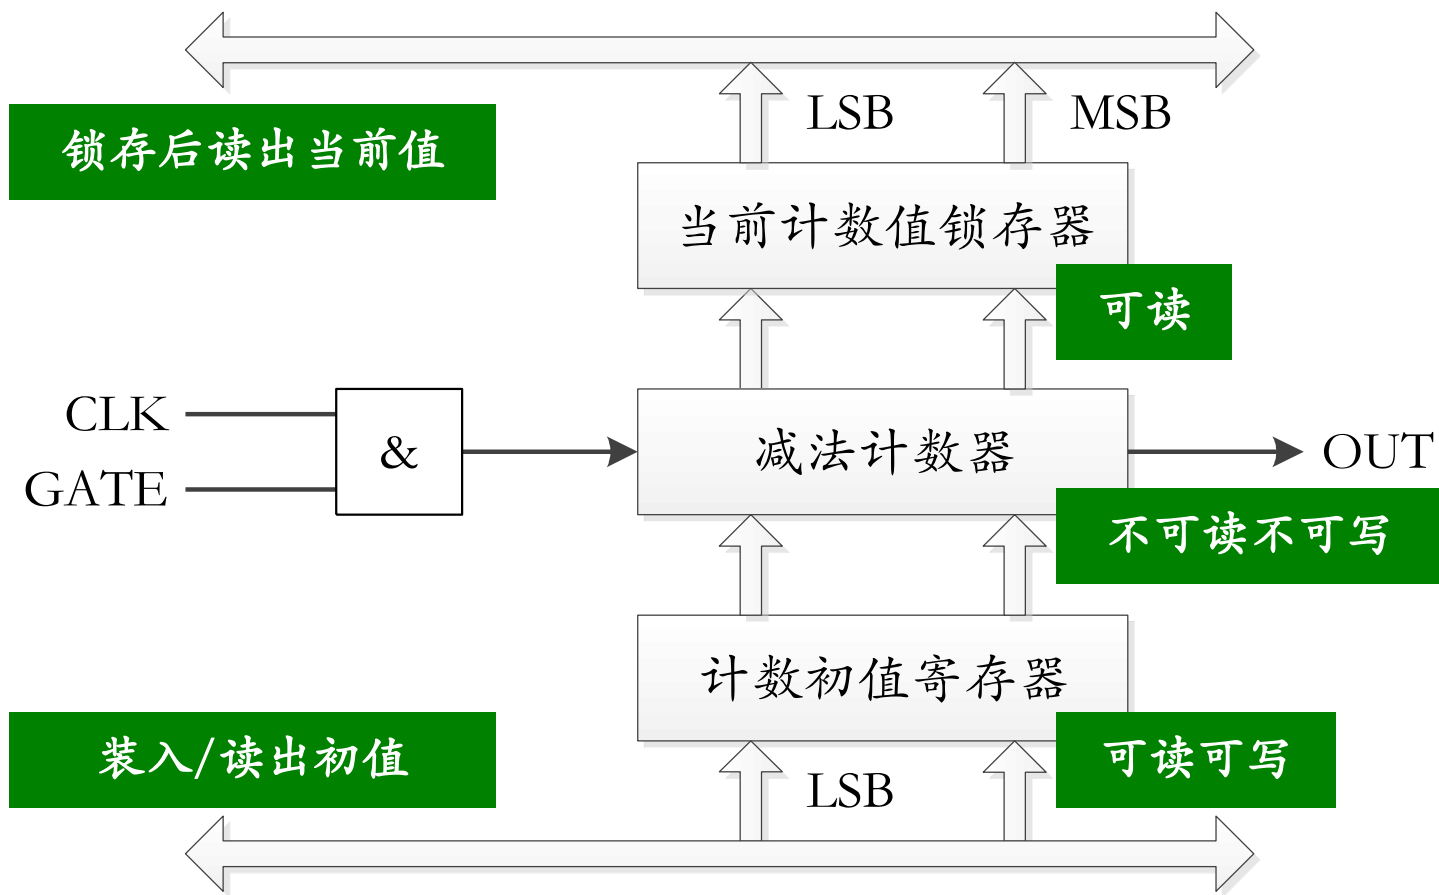 LSB
MSB
锁存后读出当前值
当前计数值锁存器
可读
CLK
GATE
&
减法计数器
OUT
不可读不可写
计数初值寄存器
装入/读出初值
可读可写
LSB